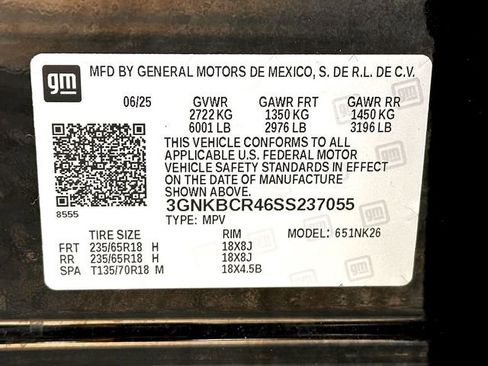 gm MFD BY GENERAL MOTORS DE MEXICO, S. DE R.L. DE C.V.
06/25 GVWR GAWR FRT GAWR RR
2722 KG 1350 KG 1450 KG
6001 LB 2976 LB 3196 LB
THIS VEHICLE CONFORMS TO ALL
APPLICABLE U.S. FEDERAL MOTOR
VEHICLE SAFETY STANDARDS IN EFFECT
ON THE DATE OF MANUFACTURE
SHOWN ABOVE.
8555 3GNKBCR46SS237055
TYPE: MPV MODEL: 651NK26
TIRE SIZE RIM
FRT 235/65R18 H 18X8J
RR 235/65R18 H 18X8J
SPA T135/70R18 M 18X4.5B